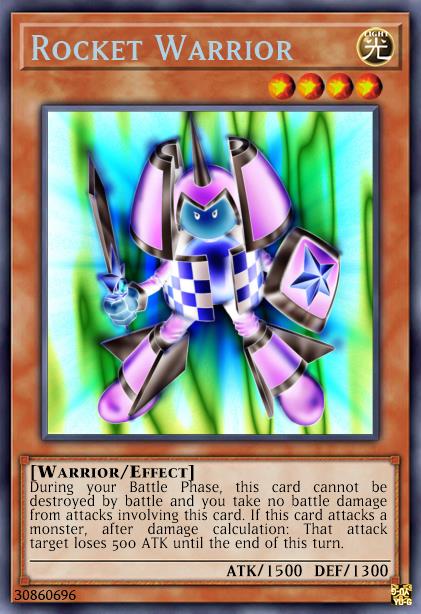 ROCKET WARRIOR
LIGHT
光
[WARRIOR/EFFECT]
During your Battle Phase, this card cannot be
destroyed by battle and you take no battle damage
from attacks involving this card. If this card attacks a
monster, after damage calculation: That attack
target loses 500 ATK until the end of this turn.
ATK/1500 DEF/1300
30860696